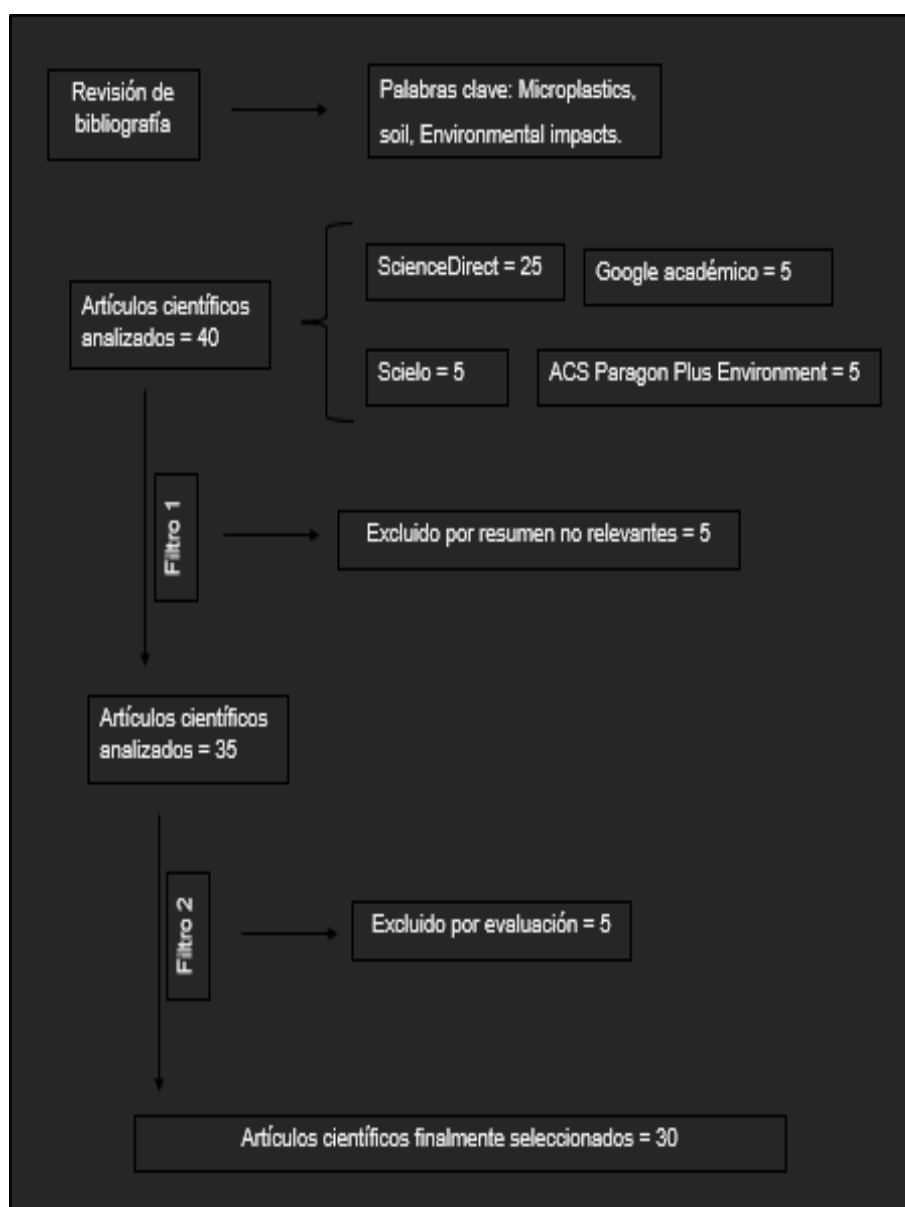 Revisión de
bibliografía
Palabras clave: Microplastics,
soil, Environmental impacts.
Artículos científicos
analizados = 40
ScienceDirect = 25
Google académico = 5
Scielo = 5
ACS Paragon Plus Environment = 5
Filtro 1
Excluido por resumen no relevantes = 5
Artículos científicos
analizados = 35
Filtro 2
Excluido por evaluación = 5
Artículos científicos finalmente seleccionados = 30